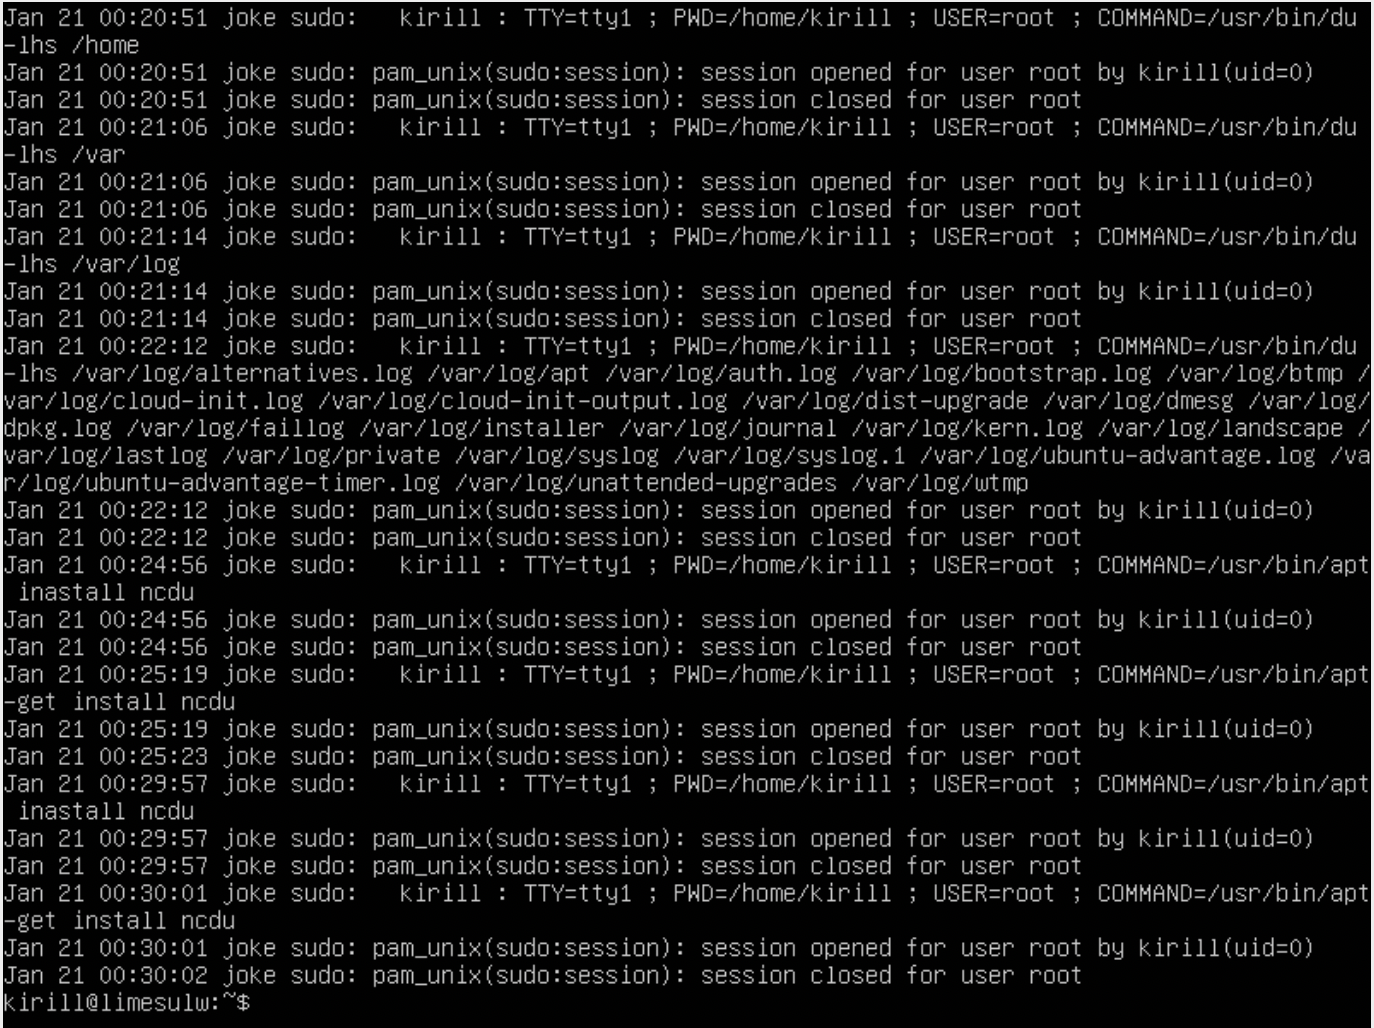 Jan 21 00:20:51 joke sudo:   kirill : TTY=tty1 ; PWD=/home/kirill ; USER=root ; COMMAND=/usr/bin/du
-lhs /home
Jan 21 00:20:51 joke sudo: pam_unix(sudo:session): session opened for user root by kirill(uid=0)
Jan 21 00:20:51 joke sudo: pam_unix(sudo:session): session closed for user root
Jan 21 00:21:06 joke sudo:   kirill : TTY=tty1 ; PWD=/home/kirill ; USER=root ; COMMAND=/usr/bin/du
-lhs /var
Jan 21 00:21:06 joke sudo: pam_unix(sudo:session): session opened for user root by kirill(uid=0)
Jan 21 00:21:06 joke sudo: pam_unix(sudo:session): session closed for user root
Jan 21 00:21:14 joke sudo:   kirill : TTY=tty1 ; PWD=/home/kirill ; USER=root ; COMMAND=/usr/bin/du
-lhs /var/log
Jan 21 00:21:14 joke sudo: pam_unix(sudo:session): session opened for user root by kirill(uid=0)
Jan 21 00:21:14 joke sudo: pam_unix(sudo:session): session closed for user root
Jan 21 00:22:12 joke sudo:   kirill : TTY=tty1 ; PWD=/home/kirill ; USER=root ; COMMAND=/usr/bin/du
-lhs /var/log/alternatives.log /var/log/apt /var/log/auth.log /var/log/bootstrap.log /var/log/btmp /
var/log/cloud-init.log /var/log/cloud-init-output.log /var/log/dist-upgrade /var/log/dmesg /var/log/
dpkg.log /var/log/faillog /var/log/installer /var/log/journal /var/log/kern.log /var/log/landscape /
var/log/lastlog /var/log/private /var/log/syslog /var/log/syslog.1 /var/log/ubuntu-advantage.log /va
r/log/ubuntu-advantage-timer.log /var/log/unattended-upgrades /var/log/wtmp
Jan 21 00:22:12 joke sudo: pam_unix(sudo:session): session opened for user root by kirill(uid=0)
Jan 21 00:22:12 joke sudo: pam_unix(sudo:session): session closed for user root
Jan 21 00:24:56 joke sudo:   kirill : TTY=tty1 ; PWD=/home/kirill ; USER=root ; COMMAND=/usr/bin/apt
 inastall ncdu
Jan 21 00:24:56 joke sudo: pam_unix(sudo:session): session opened for user root by kirill(uid=0)
Jan 21 00:24:56 joke sudo: pam_unix(sudo:session): session closed for user root
Jan 21 00:25:19 joke sudo:   kirill : TTY=tty1 ; PWD=/home/kirill ; USER=root ; COMMAND=/usr/bin/apt
-get install ncdu
Jan 21 00:25:19 joke sudo: pam_unix(sudo:session): session opened for user root by kirill(uid=0)
Jan 21 00:25:23 joke sudo: pam_unix(sudo:session): session closed for user root
Jan 21 00:29:57 joke sudo:   kirill : TTY=tty1 ; PWD=/home/kirill ; USER=root ; COMMAND=/usr/bin/apt
 inastall ncdu
Jan 21 00:29:57 joke sudo: pam_unix(sudo:session): session opened for user root by kirill(uid=0)
Jan 21 00:29:57 joke sudo: pam_unix(sudo:session): session closed for user root
Jan 21 00:30:01 joke sudo:   kirill : TTY=tty1 ; PWD=/home/kirill ; USER=root ; COMMAND=/usr/bin/apt
-get install ncdu
Jan 21 00:30:01 joke sudo: pam_unix(sudo:session): session opened for user root by kirill(uid=0)
Jan 21 00:30:02 joke sudo: pam_unix(sudo:session): session closed for user root
kirill@limesulw:~$